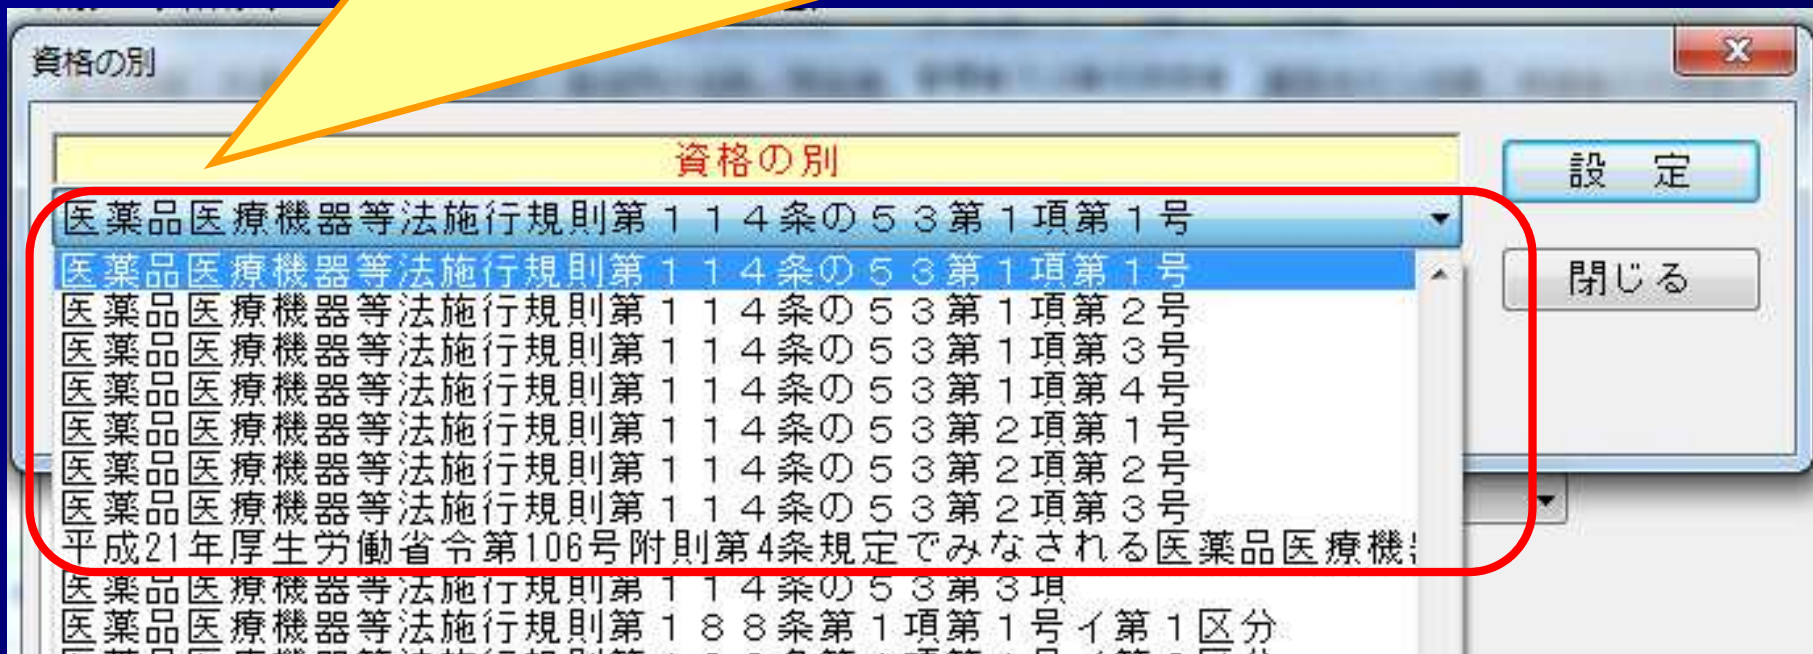 資格の別
資格の別
設 定
医薬品医療機器等法施行規則第１１４条の５３第１項第１号
閉じる
医薬品医療機器等法施行規則第１１４条の５３第１項第１号
医薬品医療機器等法施行規則第１１４条の５３第１項第２号
医薬品医療機器等法施行規則第１１４条の５３第１項第３号
医薬品医療機器等法施行規則第１１４条の５３第１項第４号
医薬品医療機器等法施行規則第１１４条の５３第２項第１号
医薬品医療機器等法施行規則第１１４条の５３第２項第２号
医薬品医療機器等法施行規則第１１４条の５３第２項第３号
平成21年厚生労働省令第106号附則第4条規定でみなされる医薬品医療機
医薬品医療機器等法施行規則第１１４条の５３第３項
医薬品医療機器等法施行規則第１８８条第１項第１号イ第１区分